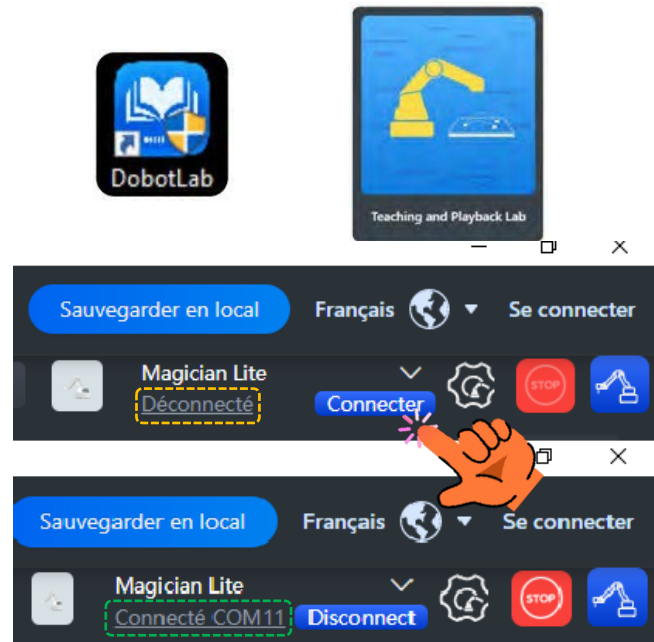 DobotLab
Teaching and Playback Lab
Sauvegarder en local Français Se connecter
Magician Lite
Déconnecté Connecter STOP
Sauvegarder en local Français Se connecter
Magician Lite
Connecté COM11 Disconnect STOP